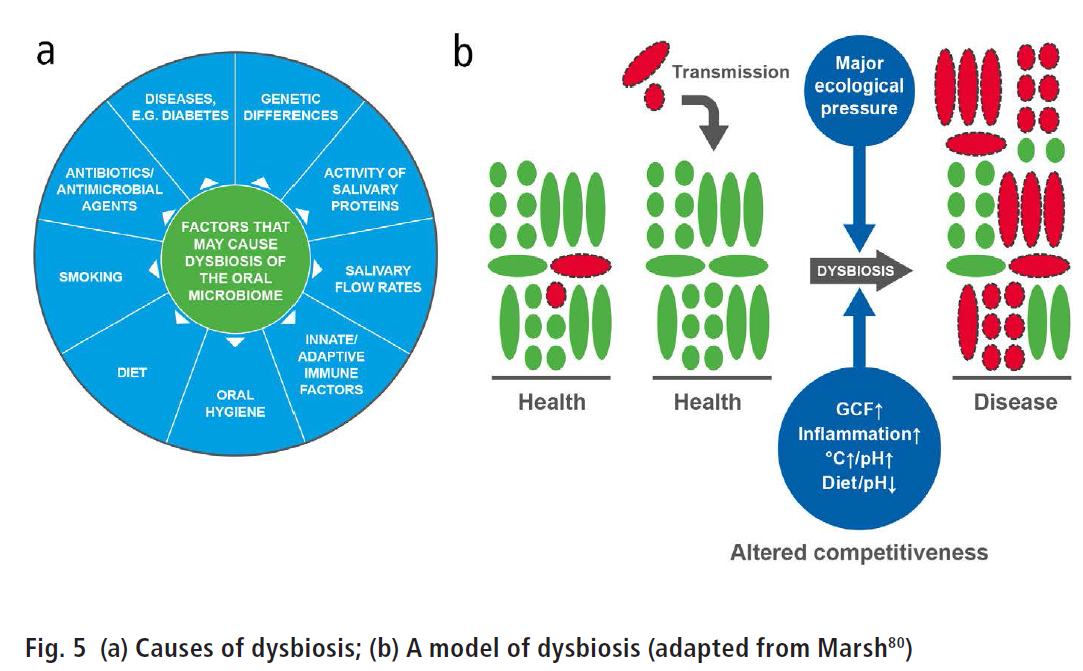 a
DISEASES,
E.G. DIABETES
GENETIC
DIFFERENCES
ACTIVITY OF
SALIVARY
PROTEINS
SALIVARY
FLOW RATES
INNATE/
ADAPTIVE
IMMUNE
FACTORS
ORAL
HYGIENE
DIET
SMOKING
ANTIBIOTICS/
ANTIMICROBIAL
AGENTS
FACTORS THAT
MAY CAUSE
DYSBIOSIS OF
THE ORAL
MICROBIOME
b
Transmission
Major
ecological
pressure
DYSBIOSIS
Health
Health
Disease
GCF↑
Inflammation↑
°C↑/pH↑
Diet/pH↓
Altered competitiveness
Fig. 5 (a) Causes of dysbiosis; (b) A model of dysbiosis (adapted from Marsh⁸⁰)